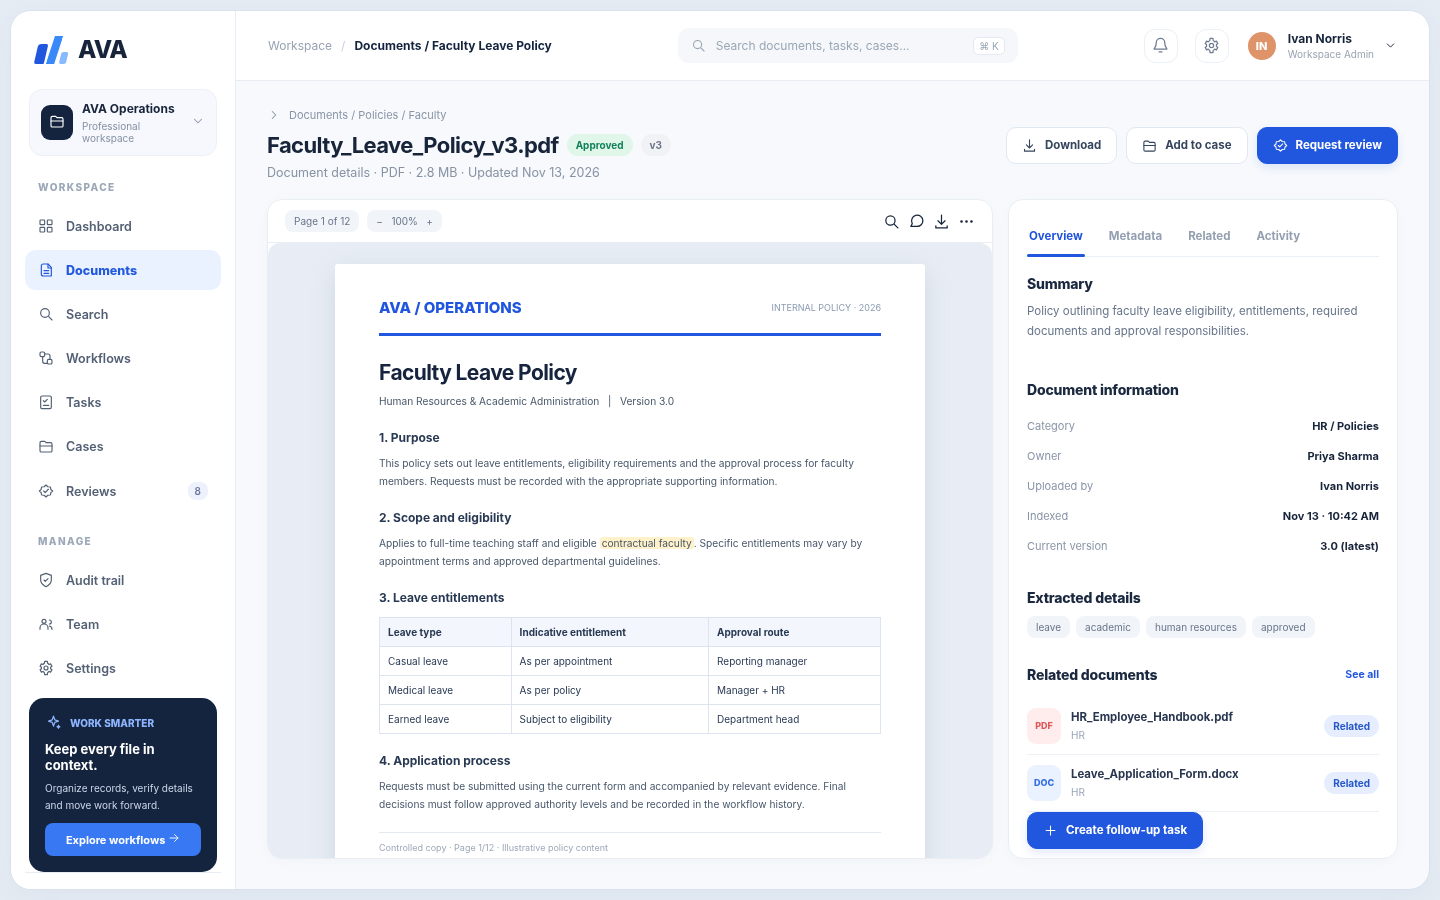 AVA
Workspace / Documents / Faculty Leave Policy
Search documents, tasks, cases...
⌘ K
IN
Ivan Norris
Workspace Admin
AVA Operations
Professional
workspace
WORKSPACE
Dashboard
Documents
Search
Workflows
Tasks
Cases
Reviews 8
MANAGE
Audit trail
Team
Settings
WORK SMARTER
Keep every file in
context.
Organize records, verify details
and move work forward.
Explore workflows →
Documents / Policies / Faculty
Faculty_Leave_Policy_v3.pdf Approved v3
Document details · PDF · 2.8 MB · Updated Nov 13, 2026
Download
Add to case
Request review
Page 1 of 12 − 100% +
AVA / OPERATIONS INTERNAL POLICY · 2026
Faculty Leave Policy
Human Resources & Academic Administration | Version 3.0
1. Purpose
This policy sets out leave entitlements, eligibility requirements and the approval process for faculty
members. Requests must be recorded with the appropriate supporting information.
2. Scope and eligibility
Applies to full-time teaching staff and eligible contractual faculty. Specific entitlements may vary by
appointment terms and approved departmental guidelines.
3. Leave entitlements
Leave type Indicative entitlement Approval route
Casual leave As per appointment Reporting manager
Medical leave As per policy Manager + HR
Earned leave Subject to eligibility Department head
4. Application process
Requests must be submitted using the current form and accompanied by relevant evidence. Final
decisions must follow approved authority levels and be recorded in the workflow history.
Controlled copy · Page 1/12 · Illustrative policy content
Overview Metadata Related Activity
Summary
Policy outlining faculty leave eligibility, entitlements, required
documents and approval responsibilities.
Document information
Category HR / Policies
Owner Priya Sharma
Uploaded by Ivan Norris
Indexed Nov 13 · 10:42 AM
Current version 3.0 (latest)
Extracted details
leave academic human resources approved
Related documents See all
PDF HR_Employee_Handbook.pdf Related
HR
DOC Leave_Application_Form.docx Related
HR
+ Create follow-up task